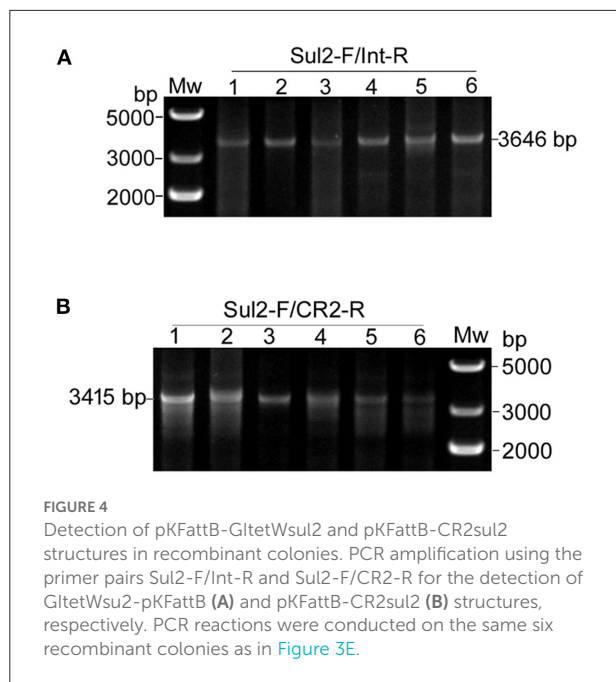 A
Sul2-F/Int-R
Mw
bp
1 2 3 4 5 6
5000
3000
2000
3646 bp
B
Sul2-F/CR2-R
1 2 3 4 5 6
Mw
bp
3415 bp
5000
3000
2000
FIGURE 4
Detection of pKFattB-GItetWsul2 and pKFattB-CR2sul2
structures in recombinant colonies. PCR amplification using the
primer pairs Sul2-F/Int-R and Sul2-F/CR2-R for the detection of
GItetWsu2-pKFattB (A) and pKFattB-CR2sul2 (B) structures,
respectively. PCR reactions were conducted on the same six
recombinant colonies as in Figure 3E.